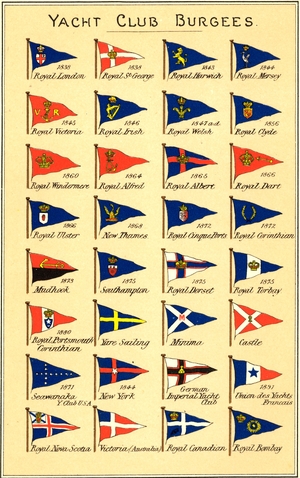 YACHT CLUB BURGEES.
1838 1838 1843 1844
Royal London Royal St George Royal Harwich Royal Mersey
V R
1845 1846 1847 a.d. 1856
Royal Victoria Royal Irish Royal Welsh Royal Clyde
1860 1864 1865 1866
Royal Windermere Royal Alfred Royal Albert Royal Dart
1866 1868 1872 1872
Royal Ulster New Thames Royal Cinque Ports Royal Corinthian
1873 1875 1875 1875
Mudhook Southampton Royal Dorset Royal Torbay
1880
Royal Portsmouth
Corinthian Yare Sailing Minima Castle
1871 1844 German 1891
Seawanaka New York Imperial Yacht Union des Yachts
Y Club USA Club Francais
Royal Nova Scotia Victoria (Australia) Royal Canadian Royal Bombay